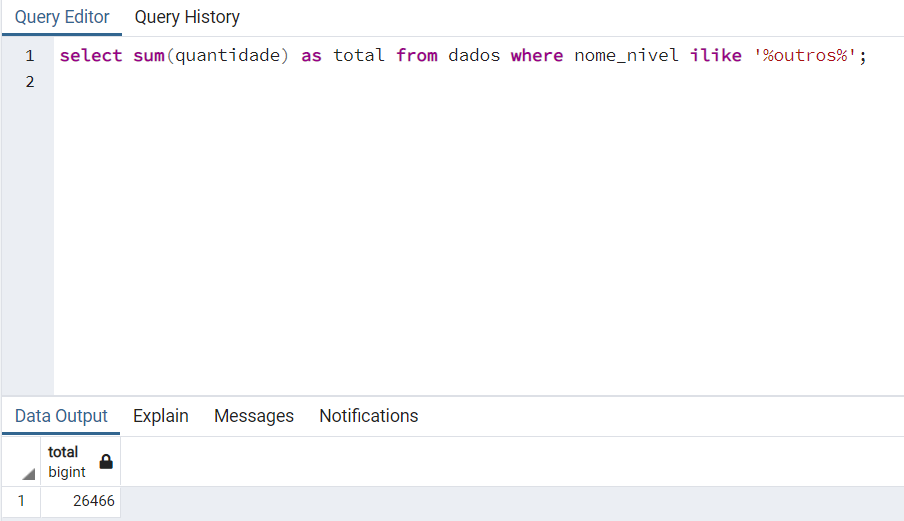 Query Editor Query History
1 select sum(quantidade) as total from dados where nome_nivel ilike '%outros%';
2
Data Output Explain Messages Notifications
total
bigint
1 26466